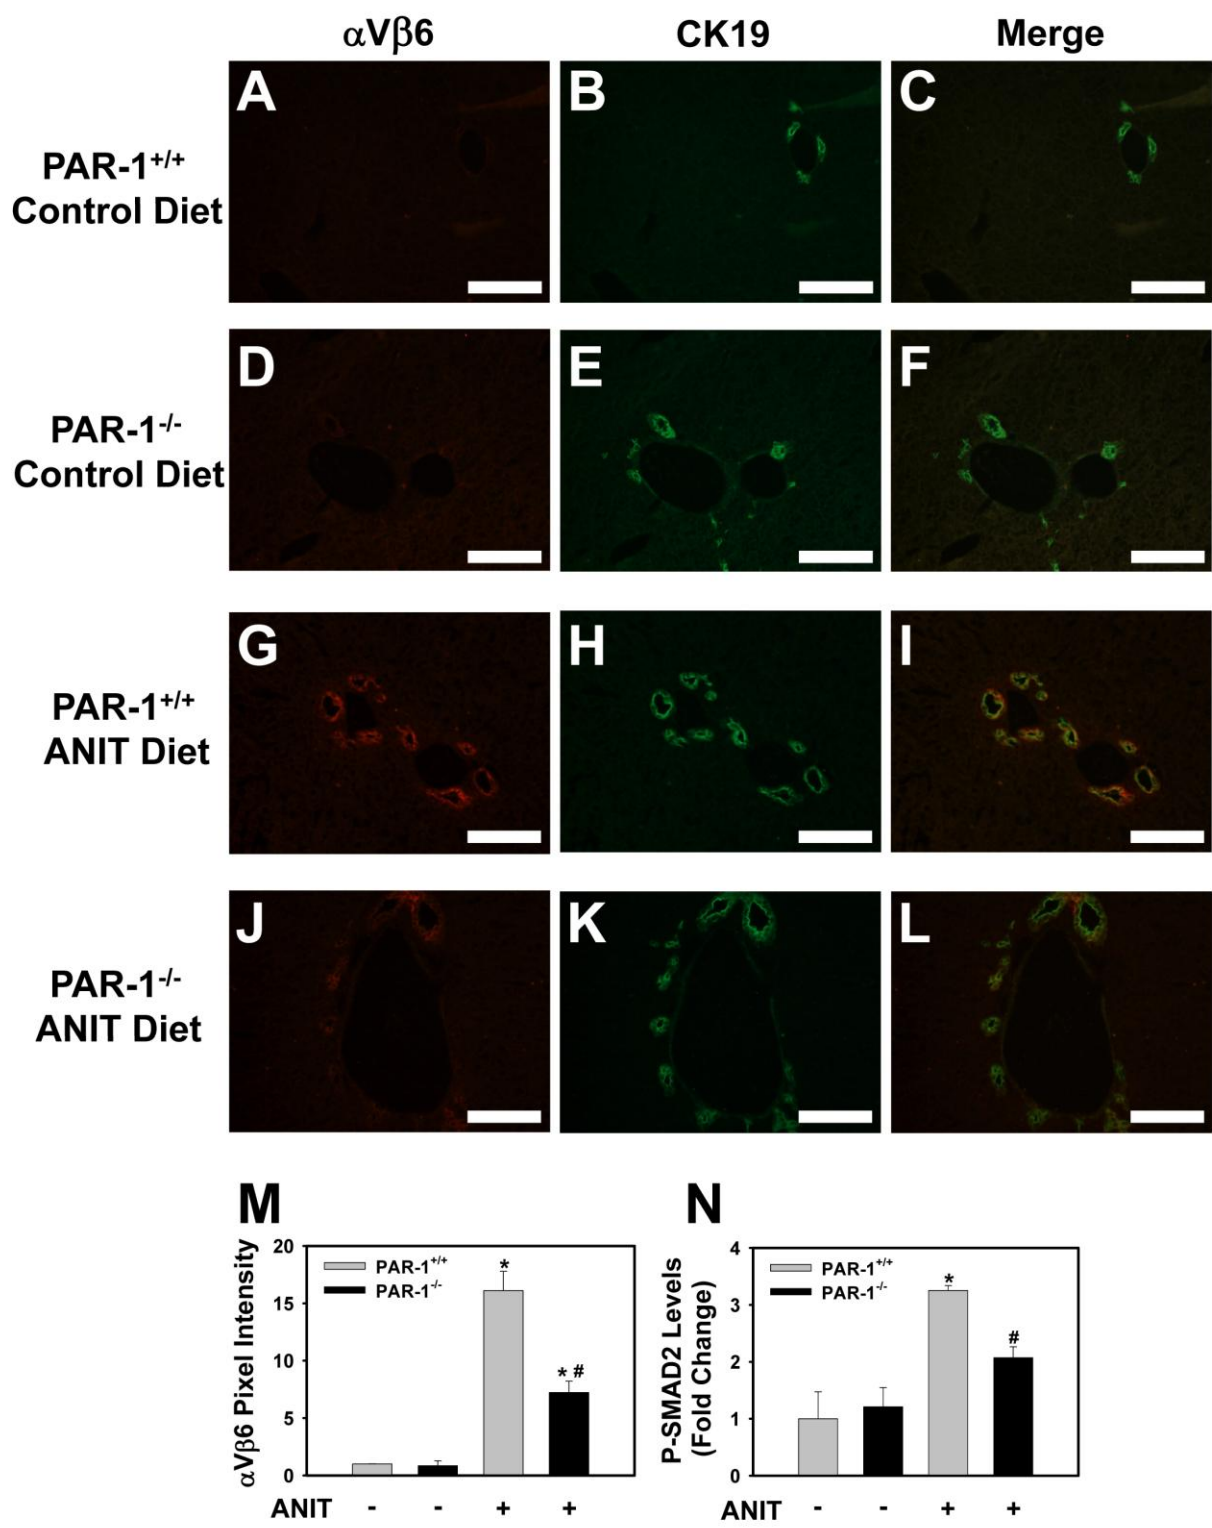 αVβ6 CK19 Merge
A B C
PAR-1+/+
Control Diet
D E F
PAR-1-/-
Control Diet
G H I
PAR-1+/+
ANIT Diet
J K L
PAR-1-/-
ANIT Diet
M
αVβ6 Pixel Intensity
20
15
10
5
0
PAR-1+/+
PAR-1-/-
*
* #
ANIT - - + +
N
P-SMAD2 Levels
(Fold Change)
4
3
2
1
0
PAR-1+/+
PAR-1-/-
*
#
ANIT - - + +